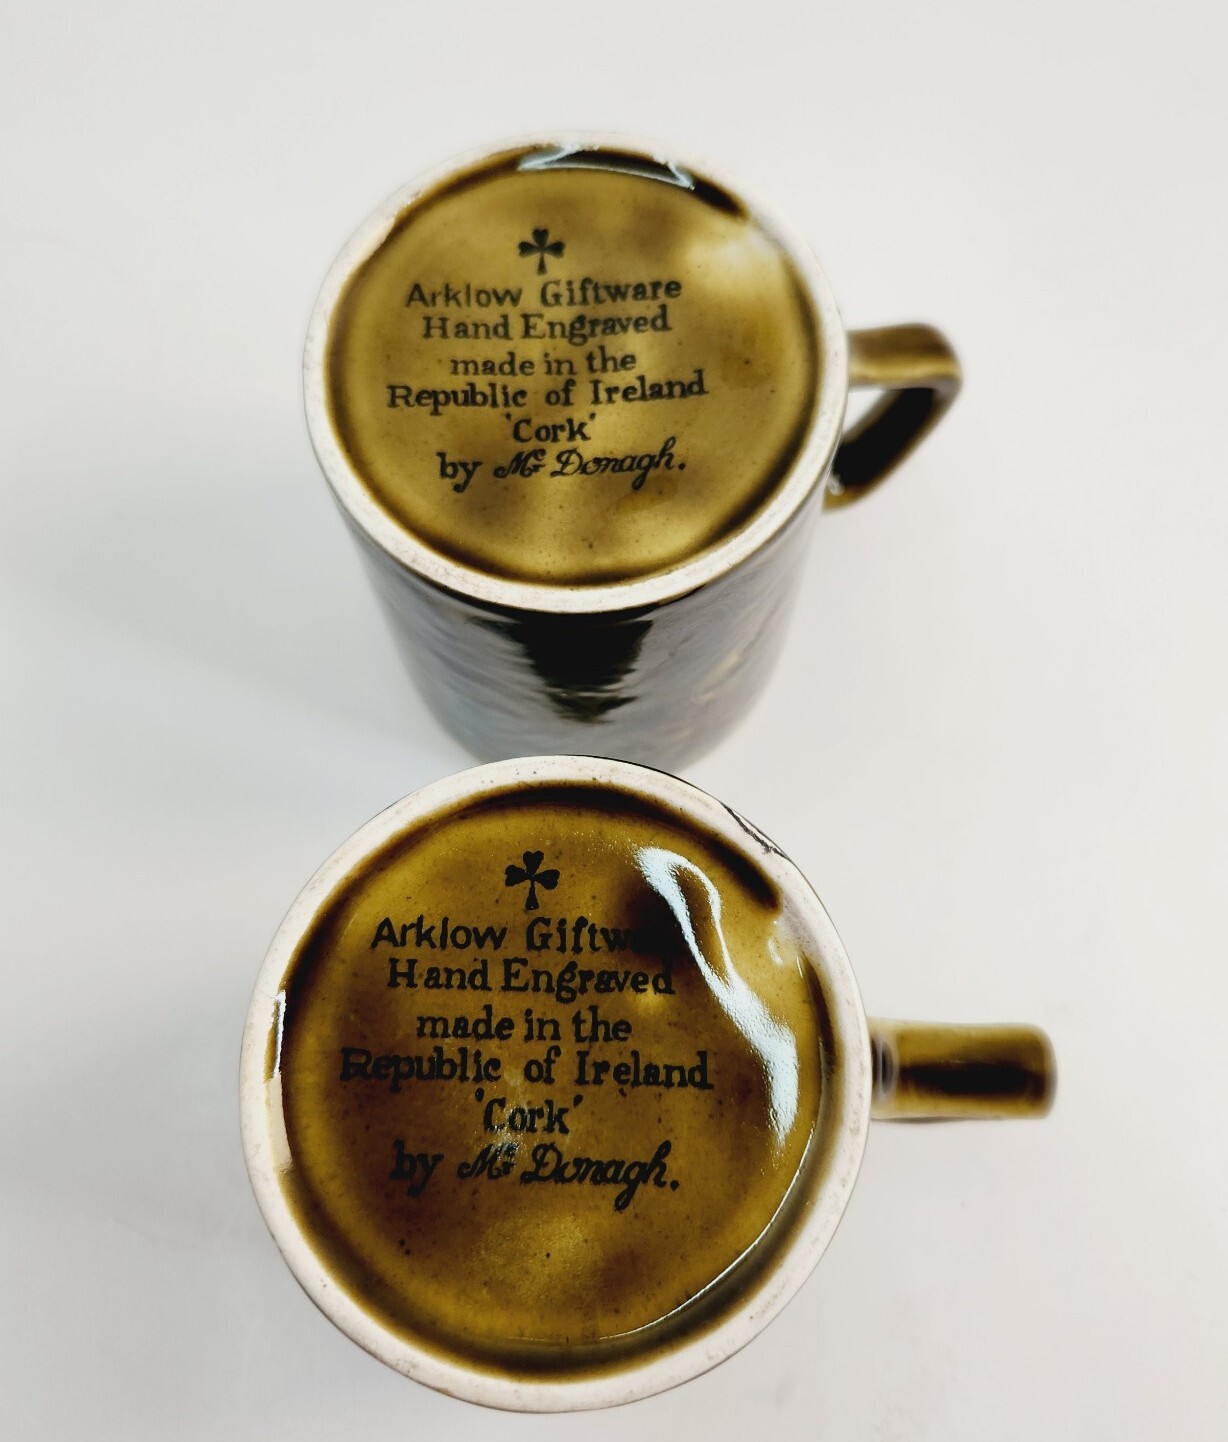 Arklow Giftware
Hand Engraved
made in the
Republic of Ireland
'Cork'
by Mc Donagh.
Arklow Giftware
Hand Engraved
made in the
Republic of Ireland
'Cork'
by Mc Donagh.